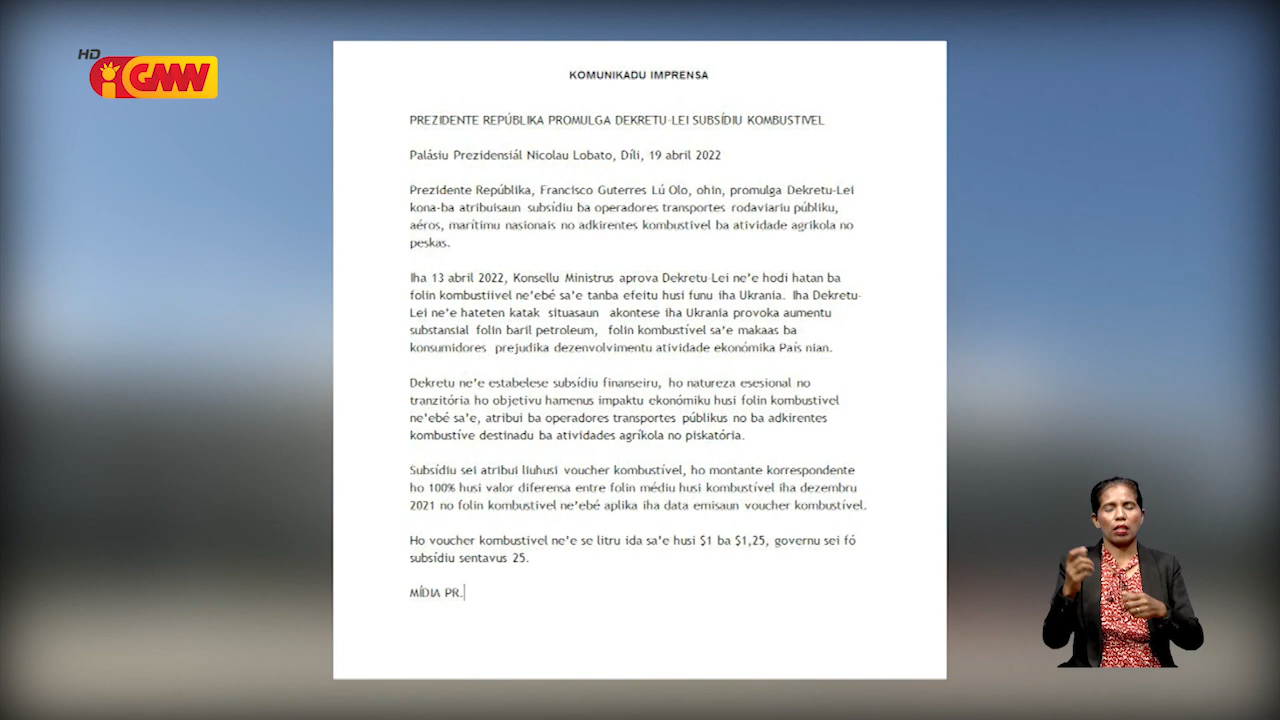 HD
GMN
KOMUNIKADU IMPRENSA
PREZIDENTE REPÚBLIKA PROMULGA DEKRETU-LEI SUBSÍDIU KOMBUSTIVEL
Palásiu Prezidensiál Nicolau Lobato, Díli, 19 abril 2022
Prezidente Repúblika, Francisco Guterres Lú Olo, ohin, promulga Dekretu-Lei
kona-ba atribuisaun subsídiu ba operadores transportes rodaviariu públiku,
aéros, marítimu nasionais no adkirentes kombustivel ba atividade agrikola no
peskas.
Iha 13 abril 2022, Konsellu Ministrus aprova Dekretu-Lei ne'e hodi hatan ba
folin kombustiivel ne'ebé sa'e tanba efeitu husi funu iha Ukrania. Iha Dekretu-
Lei ne'e hateten katak situasaun akontese iha Ukrania provoka aumentu
substansial folin baril petroleum, folin kombustível sa'e makaas ba
konsumidores prejudika dezenvolvimentu atividade ekonómika País nian.
Dekretu ne'e estabelese subsídiu finanseiru, ho natureza esesional no
tranzitória ho objetivu hamenus impaktu ekonómiku husi folin kombustivel
ne'ebé sa'e, atribui ba operadores transportes públikus no ba adkirentes
kombustíve destinadu ba atividades agríkola no piskatória.
Subsídiu sei atribui liuhusi voucher kombustível, ho montante korrespondente
ho 100% husi valor diferensa entre folin médiu husi kombustível iha dezembru
2021 no folin kombustivel ne'ebé aplika iha data emisaun voucher kombustível.
Ho voucher kombustivel ne'e se litru ida sa'e husi $1 ba $1,25, governu sei fó
subsídiu sentavus 25.
MÍDIA PR.